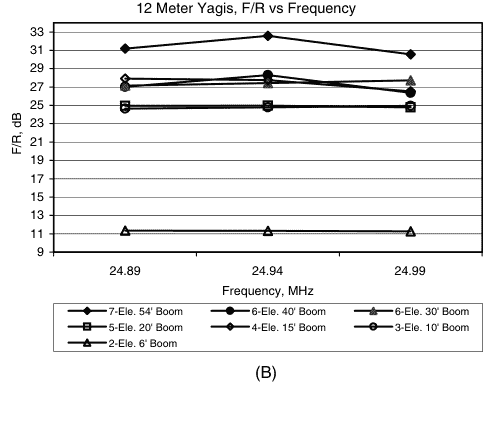 12 Meter Yagis, F/R vs Frequency
33
31
29
27
25
23
21
19
17
15
13
11
9
F/R, dB
24.89 24.94 24.99
Frequency, MHz
7-Ele. 54' Boom 6-Ele. 40' Boom 6-Ele. 30' Boom
5-Ele. 20' Boom 4-Ele. 15' Boom 3-Ele. 10' Boom
2-Ele. 6' Boom
(B)